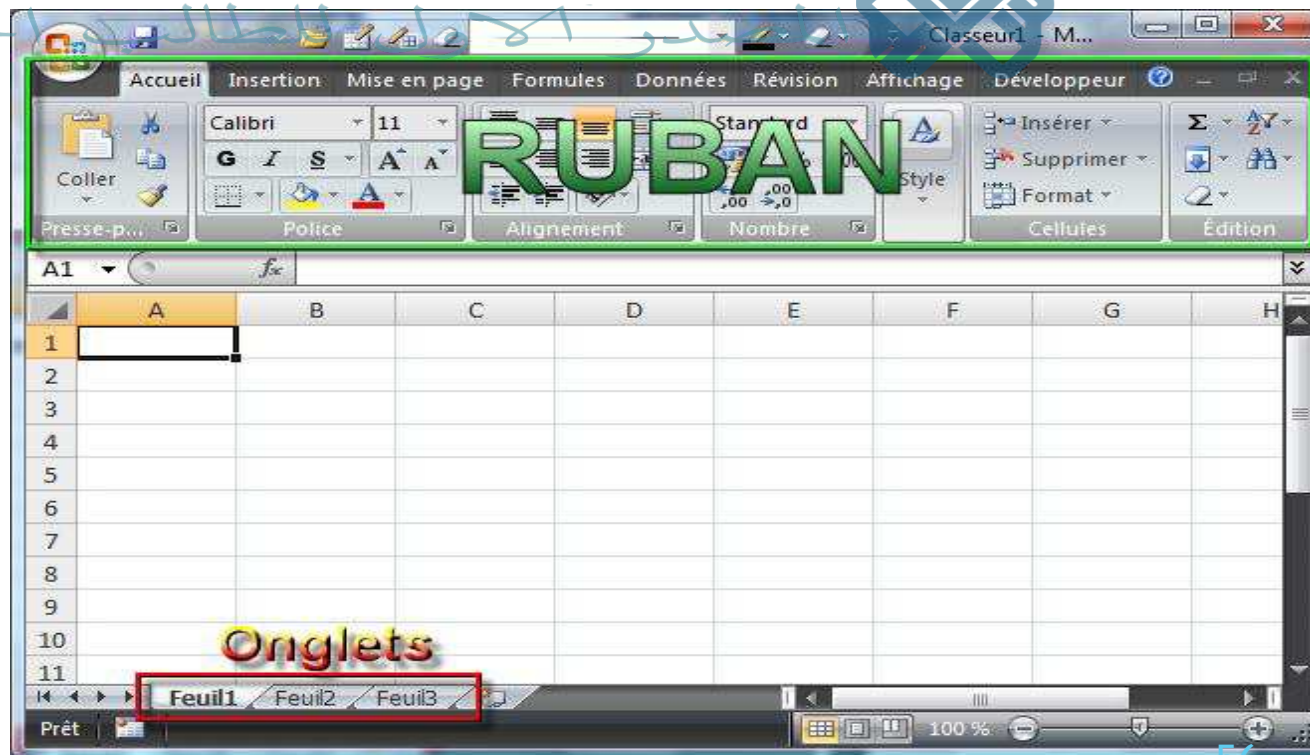 Classeur1 - M...
Accueil Insertion Mise en page Formules Données Révision Affichage Développeur
Calibri 11 Standard Insérer
G I S A A Supprimer
Coller Style Format
Presse-p... Police Alignement Nombre Cellules Édition
RUBAN
A1 fx
A B C D E F G H
1
2
3
4
5
6
7
8
9
10
11
Onglets
Feuil1 Feuil2 Feuil3
Prêt 100 %